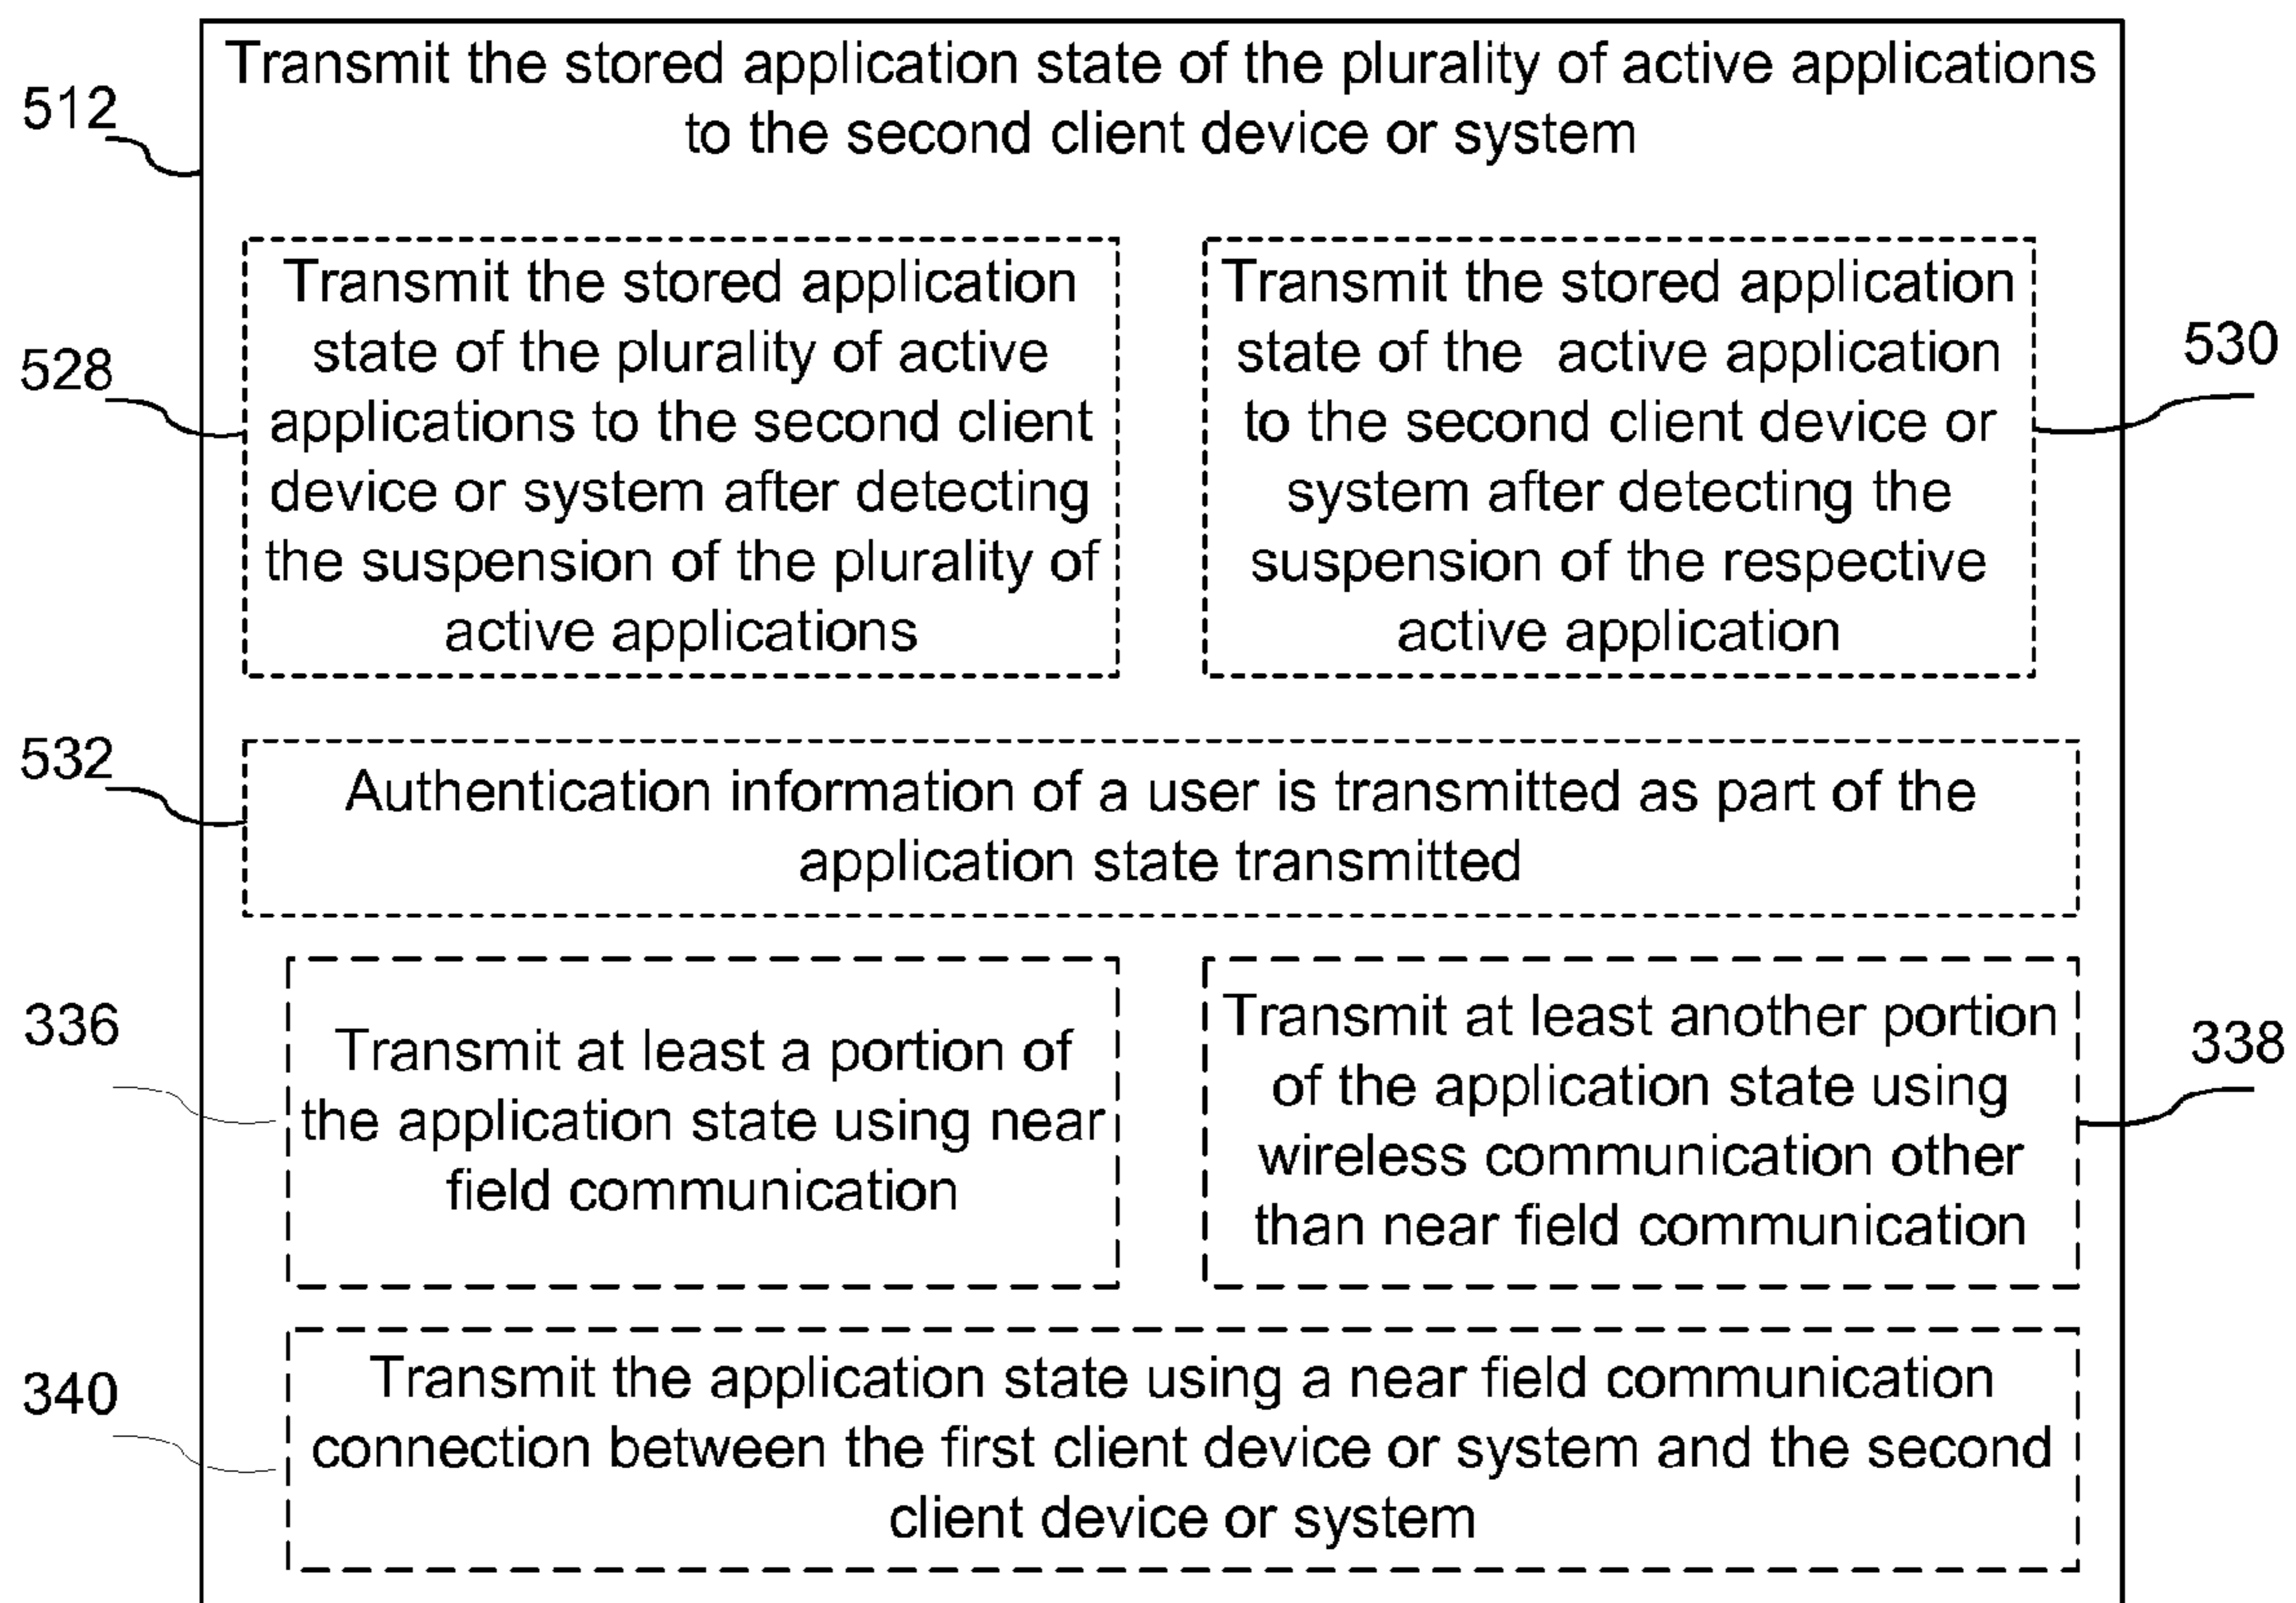 Transmit the stored application state of the plurality of active applications
to the second client device or system
512
Transmit the stored application
state of the plurality of active
applications to the second client
device or system after detecting
the suspension of the plurality of
active applications
528
Transmit the stored application
state of the active application
to the second client device or
system after detecting the
suspension of the respective
active application
530
532
Authentication information of a user is transmitted as part of the
application state transmitted
336
Transmit at least a portion of
the application state using near
field communication
Transmit at least another portion
of the application state using
wireless communication other
than near field communication
338
340
Transmit the application state using a near field communication
connection between the first client device or system and the second
client device or system